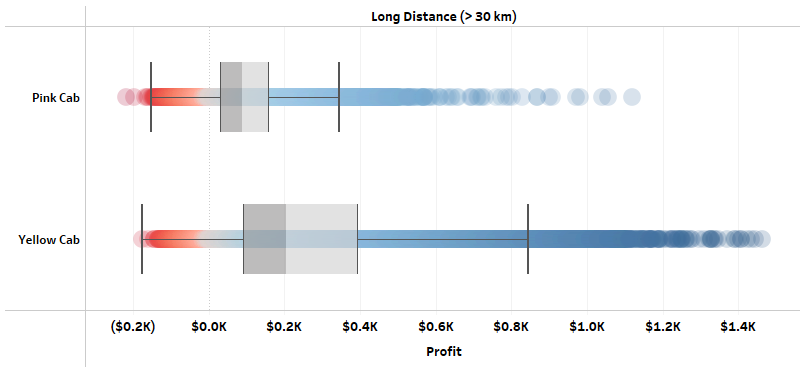 Long Distance (> 30 km)
Pink Cab
Yellow Cab
($0.2K) $0.0K $0.2K $0.4K $0.6K $0.8K $1.0K $1.2K $1.4K
Profit